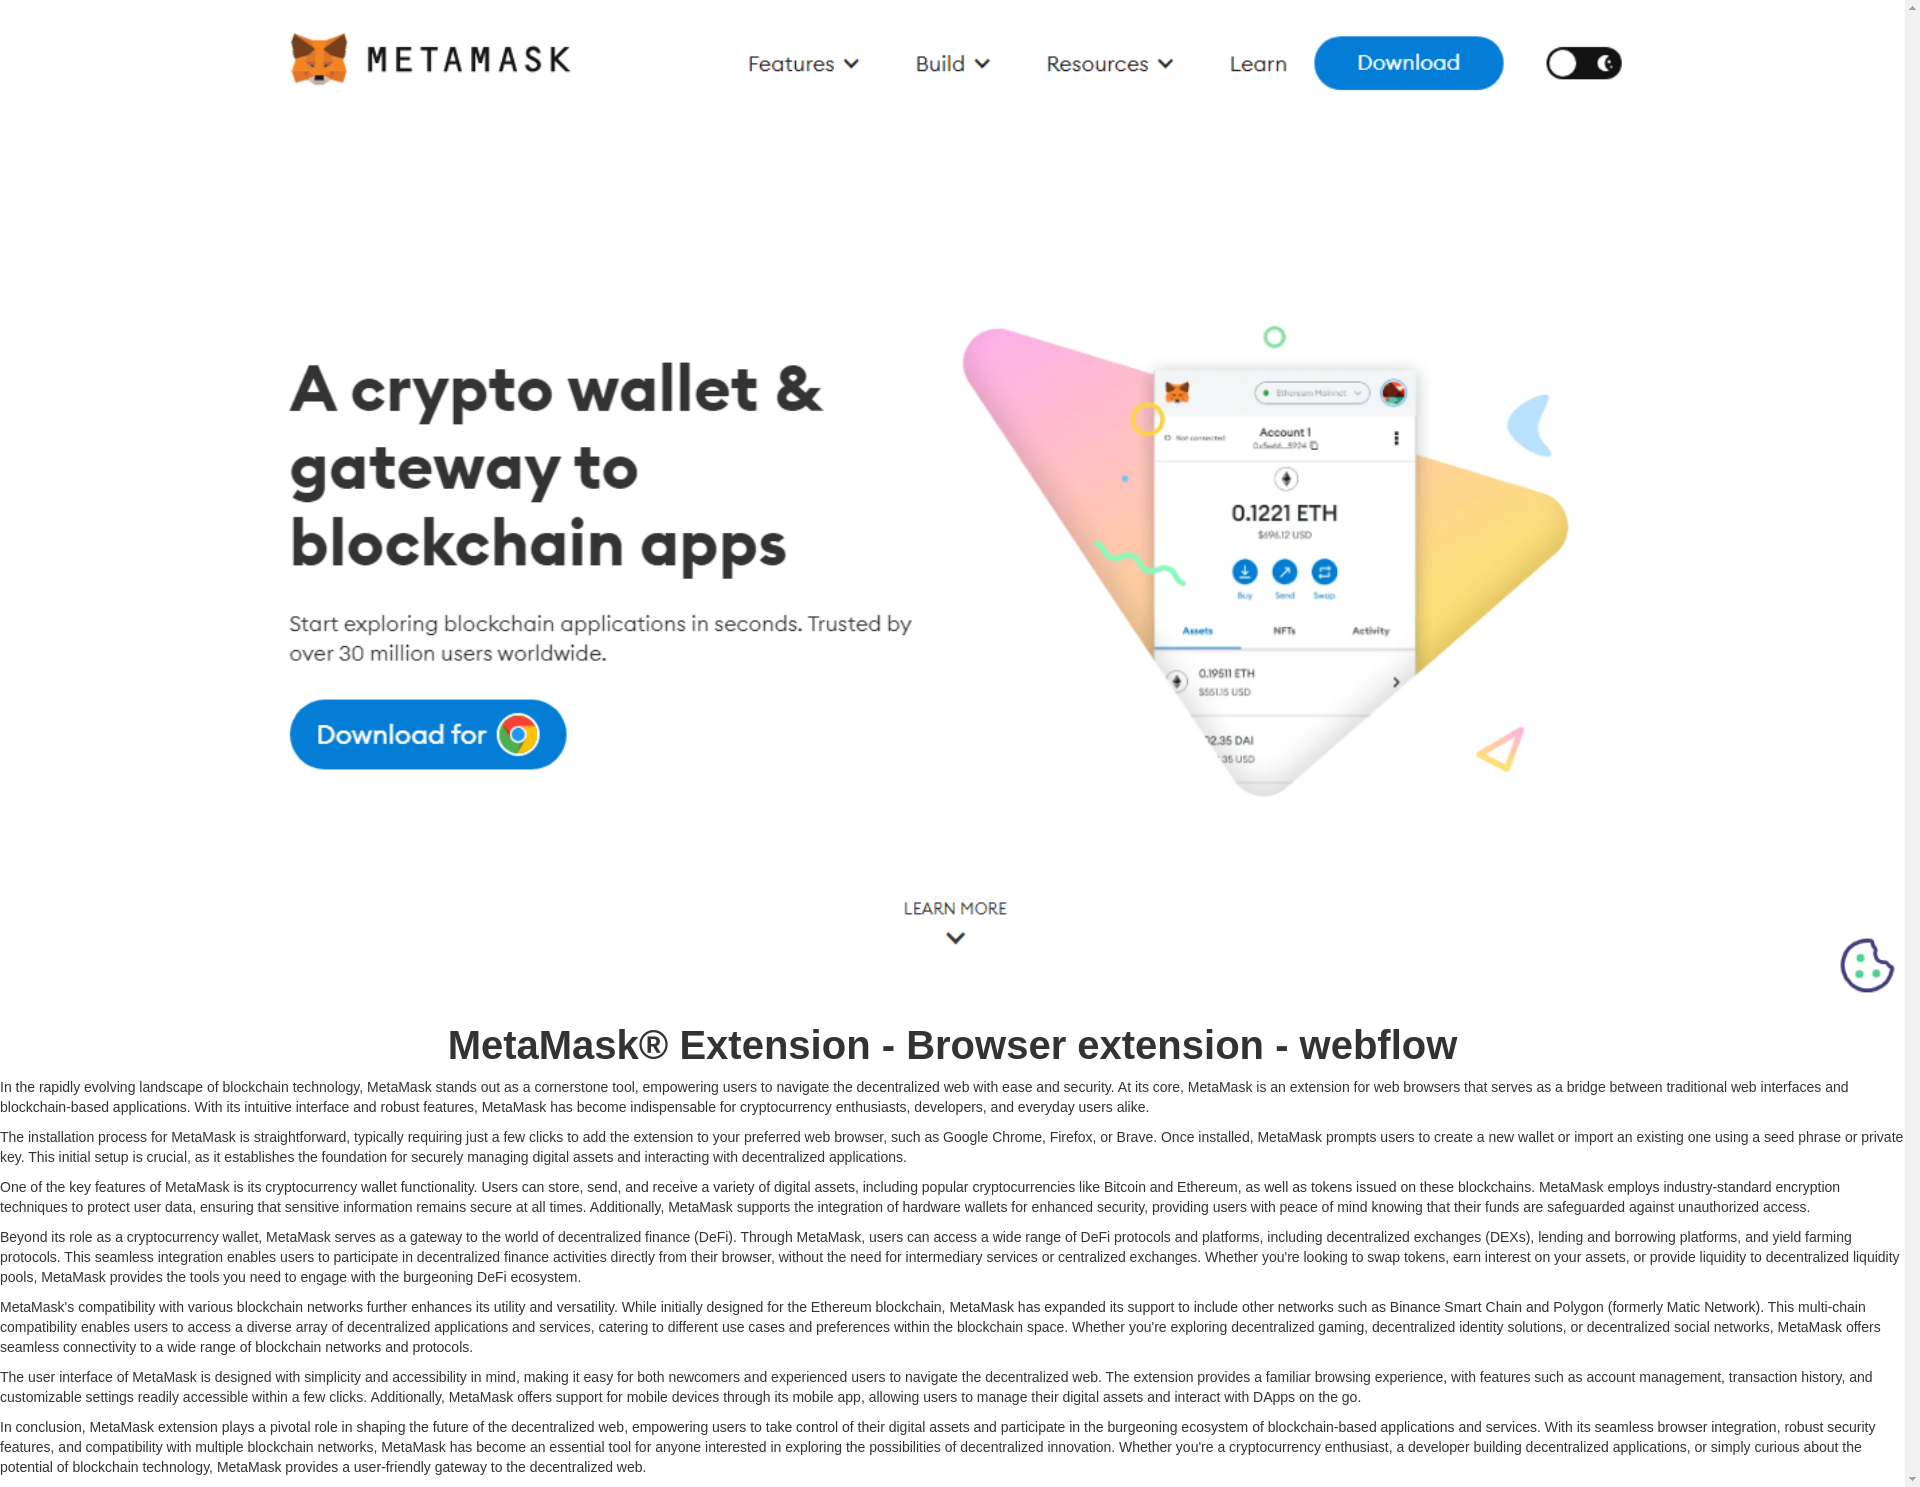 METAMASK
Features
Build
Resources
Learn
Download
A crypto wallet &
gateway to
blockchain apps
Start exploring blockchain applications in seconds. Trusted by
over 30 million users worldwide.
Download for
Ethereum Mainnet
Not connected
Account 1
0.1221 ETH
$696.12 USD
Buy
Send
Swap
Assets
NFTs
Activity
0.19511 ETH
$551.15 USD
02.35 DAI
.35 USD
LEARN MORE
MetaMask® Extension - Browser extension - webflow
In the rapidly evolving landscape of blockchain technology, MetaMask stands out as a cornerstone tool, empowering users to navigate the decentralized web with ease and security. At its core, MetaMask is an extension for web browsers that serves as a bridge between traditional web interfaces and
blockchain-based applications. With its intuitive interface and robust features, MetaMask has become indispensable for cryptocurrency enthusiasts, developers, and everyday users alike.
The installation process for MetaMask is straightforward, typically requiring just a few clicks to add the extension to your preferred web browser, such as Google Chrome, Firefox, or Brave. Once installed, MetaMask prompts users to create a new wallet or import an existing one using a seed phrase or private
key. This initial setup is crucial, as it establishes the foundation for securely managing digital assets and interacting with decentralized applications.
One of the key features of MetaMask is its cryptocurrency wallet functionality. Users can store, send, and receive a variety of digital assets, including popular cryptocurrencies like Bitcoin and Ethereum, as well as tokens issued on these blockchains. MetaMask employs industry-standard encryption
techniques to protect user data, ensuring that sensitive information remains secure at all times. Additionally, MetaMask supports the integration of hardware wallets for enhanced security, providing users with peace of mind knowing that their funds are safeguarded against unauthorized access.
Beyond its role as a cryptocurrency wallet, MetaMask serves as a gateway to the world of decentralized finance (DeFi). Through MetaMask, users can access a wide range of DeFi protocols and platforms, including decentralized exchanges (DEXs), lending and borrowing platforms, and yield farming
protocols. This seamless integration enables users to participate in decentralized finance activities directly from their browser, without the need for intermediary services or centralized exchanges. Whether you're looking to swap tokens, earn interest on your assets, or provide liquidity to decentralized liquidity
pools, MetaMask provides the tools you need to engage with the burgeoning DeFi ecosystem.
MetaMask's compatibility with various blockchain networks further enhances its utility and versatility. While initially designed for the Ethereum blockchain, MetaMask has expanded its support to include other networks such as Binance Smart Chain and Polygon (formerly Matic Network). This multi-chain
compatibility enables users to access a diverse array of decentralized applications and services, catering to different use cases and preferences within the blockchain space. Whether you're exploring decentralized gaming, decentralized identity solutions, or decentralized social networks, MetaMask offers
seamless connectivity to a wide range of blockchain networks and protocols.
The user interface of MetaMask is designed with simplicity and accessibility in mind, making it easy for both newcomers and experienced users to navigate the decentralized web. The extension provides a familiar browsing experience, with features such as account management, transaction history, and
customizable settings readily accessible within a few clicks. Additionally, MetaMask offers support for mobile devices through its mobile app, allowing users to manage their digital assets and interact with DApps on the go.
In conclusion, MetaMask extension plays a pivotal role in shaping the future of the decentralized web, empowering users to take control of their digital assets and participate in the burgeoning ecosystem of blockchain-based applications and services. With its seamless browser integration, robust security
features, and compatibility with multiple blockchain networks, MetaMask has become an essential tool for anyone interested in exploring the possibilities of decentralized innovation. Whether you're a cryptocurrency enthusiast, a developer building decentralized applications, or simply curious about the
potential of blockchain technology, MetaMask provides a user-friendly gateway to the decentralized web.